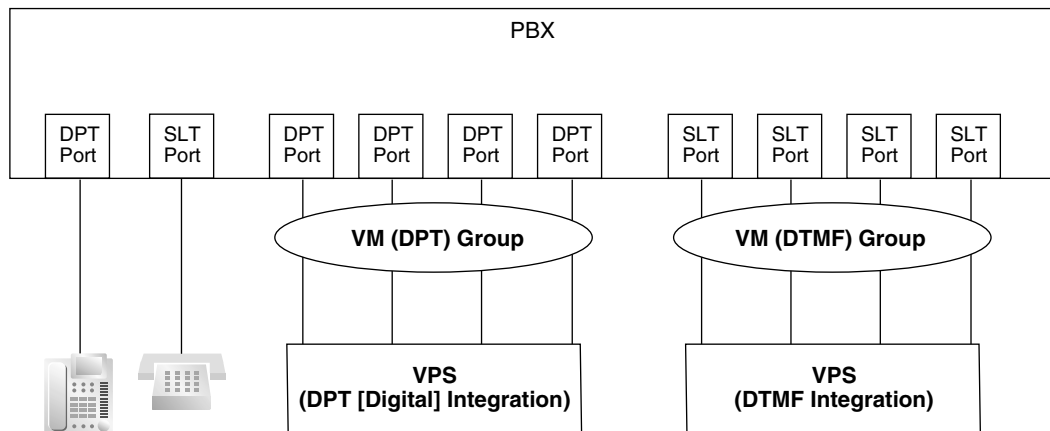 PBX
DPT
Port
SLT
Port
DPT
Port
DPT
Port
DPT
Port
DPT
Port
SLT
Port
SLT
Port
SLT
Port
SLT
Port
VM (DPT) Group
VM (DTMF) Group
VPS
(DPT [Digital] Integration)
VPS
(DTMF Integration)